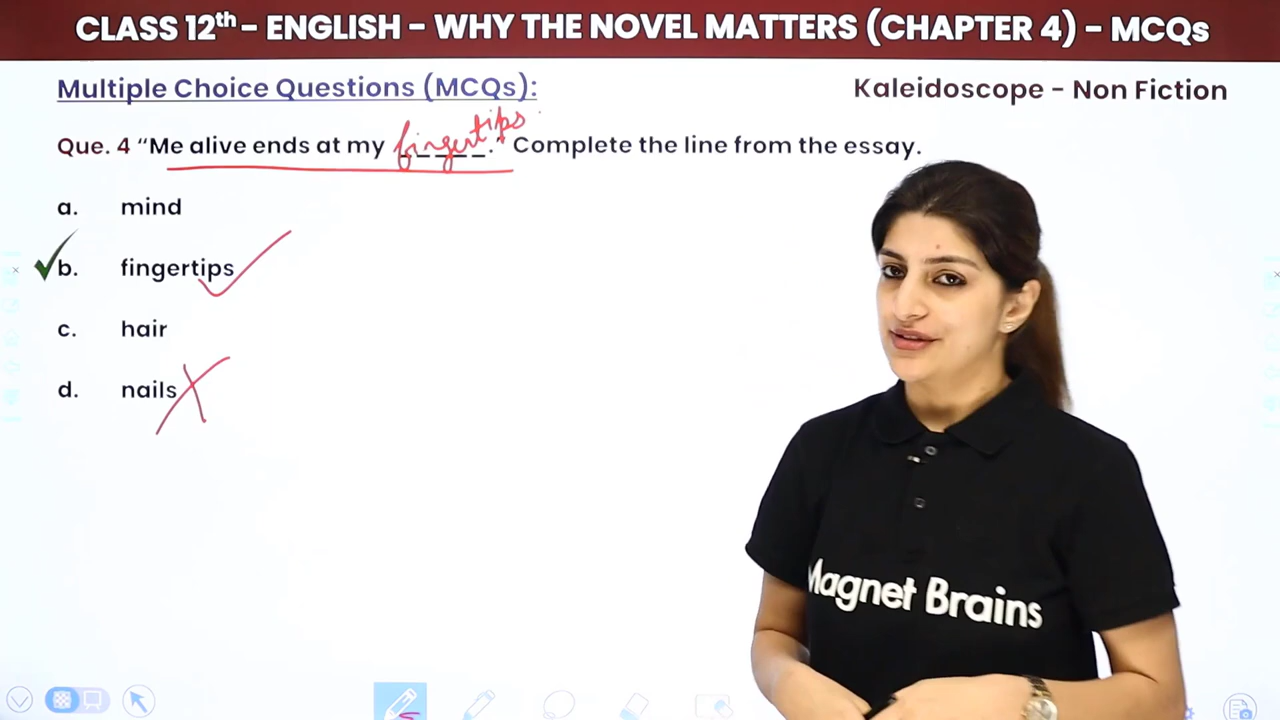 CLASS 12th - ENGLISH - WHY THE NOVEL MATTERS (CHAPTER 4) - MCQs
Multiple Choice Questions (MCQs):
Kaleidoscope - Non Fiction
Que. 4 “Me alive ends at my fingertips _ _ _ _ _.” Complete the line from the essay.
a. mind
b. fingertips
c. hair
d. nails
Magnet Brains